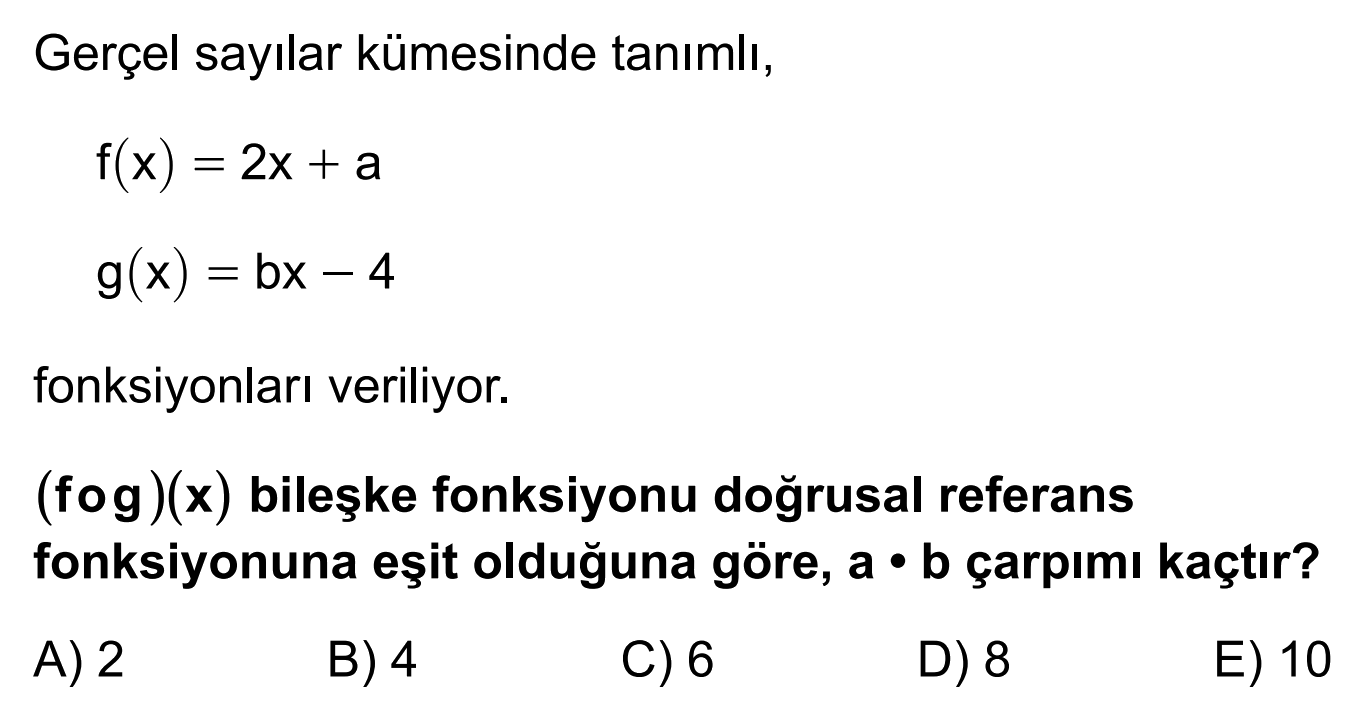 Gerçel sayılar kümesinde tanımlı,
f(x) = 2x + a
g(x) = bx − 4
fonksiyonları veriliyor.
(fog)(x) bileşke fonksiyonu doğrusal referans
fonksiyonuna eşit olduğuna göre, a • b çarpımı kaçtır?
A) 2 B) 4 C) 6 D) 8 E) 10